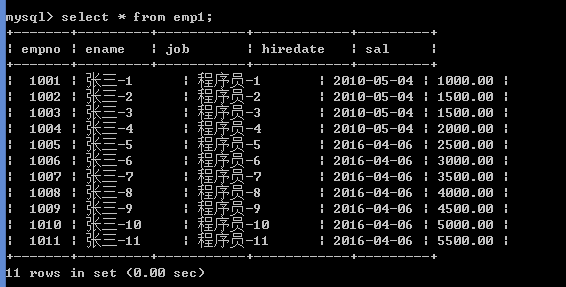 mysql> select * from emp1;
+-------+---------+-----------+------------+---------+
| empno | ename | job | hiredate | sal |
+-------+---------+-----------+------------+---------+
| 1001 | 张三-1 | 程序员-1 | 2010-05-04 | 1000.00 |
| 1002 | 张三-2 | 程序员-2 | 2010-05-04 | 1500.00 |
| 1003 | 张三-3 | 程序员-3 | 2010-05-04 | 1500.00 |
| 1004 | 张三-4 | 程序员-4 | 2010-05-04 | 2000.00 |
| 1005 | 张三-5 | 程序员-5 | 2016-04-06 | 2500.00 |
| 1006 | 张三-6 | 程序员-6 | 2016-04-06 | 3000.00 |
| 1007 | 张三-7 | 程序员-7 | 2016-04-06 | 3500.00 |
| 1008 | 张三-8 | 程序员-8 | 2016-04-06 | 4000.00 |
| 1009 | 张三-9 | 程序员-9 | 2016-04-06 | 4500.00 |
| 1010 | 张三-10 | 程序员-10 | 2016-04-06 | 5000.00 |
| 1011 | 张三-11 | 程序员-11 | 2016-04-06 | 5500.00 |
+-------+---------+-----------+------------+---------+
11 rows in set (0.00 sec)